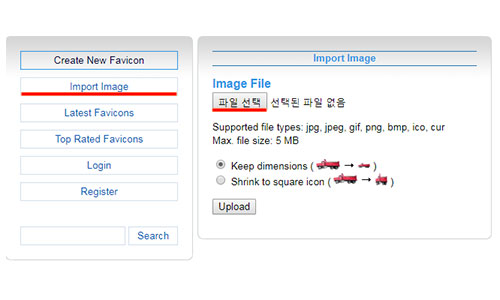 Create New Favicon
Import Image
Latest Favicons
Top Rated Favicons
Login
Register
Search
Import Image
Image File
파일 선택 선택된 파일 없음
Supported file types: jpg, jpeg, gif, png, bmp, ico, cur
Max. file size: 5 MB
Keep dimensions ( → )
Shrink to square icon ( → )
Upload